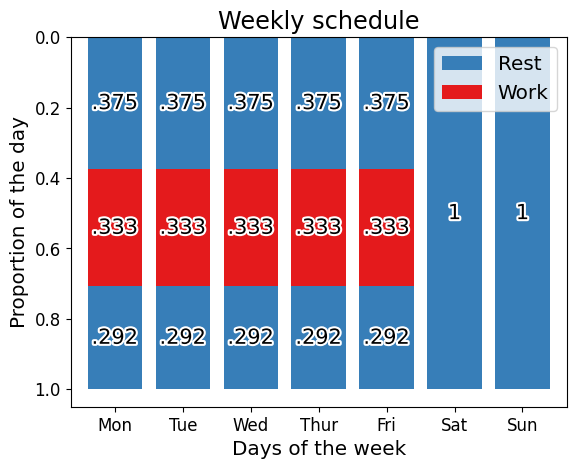 Weekly schedule
Rest
Work
0.0
0.2
0.4
0.6
0.8
1.0
Proportion of the day
.375 .375 .375 .375 .375
.333 .333 .333 .333 .333
1 1
.292 .292 .292 .292 .292
Mon Tue Wed Thur Fri Sat Sun
Days of the week